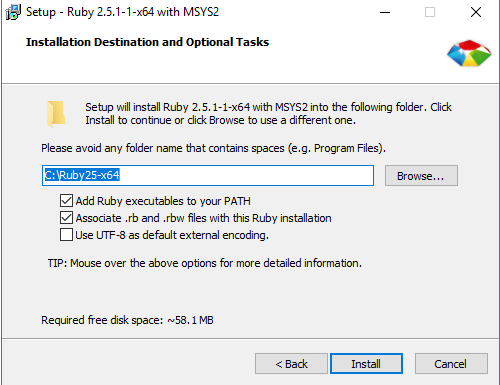 Setup - Ruby 2.5.1-1-x64 with MSYS2
Installation Destination and Optional Tasks
Setup will install Ruby 2.5.1-1-x64 with MSYS2 into the following folder. Click
Install to continue or click Browse to use a different one.
Please avoid any folder name that contains spaces (e.g. Program Files).
C:\Ruby25-x64
Browse...
Add Ruby executables to your PATH
Associate .rb and .rbw files with this Ruby installation
Use UTF-8 as default external encoding.
TIP: Mouse over the above options for more detailed information.
Required free disk space: ~58.1 MB
< Back
Install
Cancel